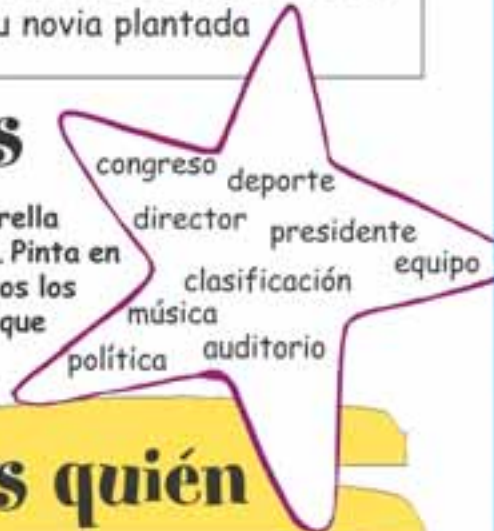 u novia plantada
s
rella
. Pinta en
os los
que
congreso
deporte
director
presidente
equipo
clasificación
música
política
auditorio
s quién